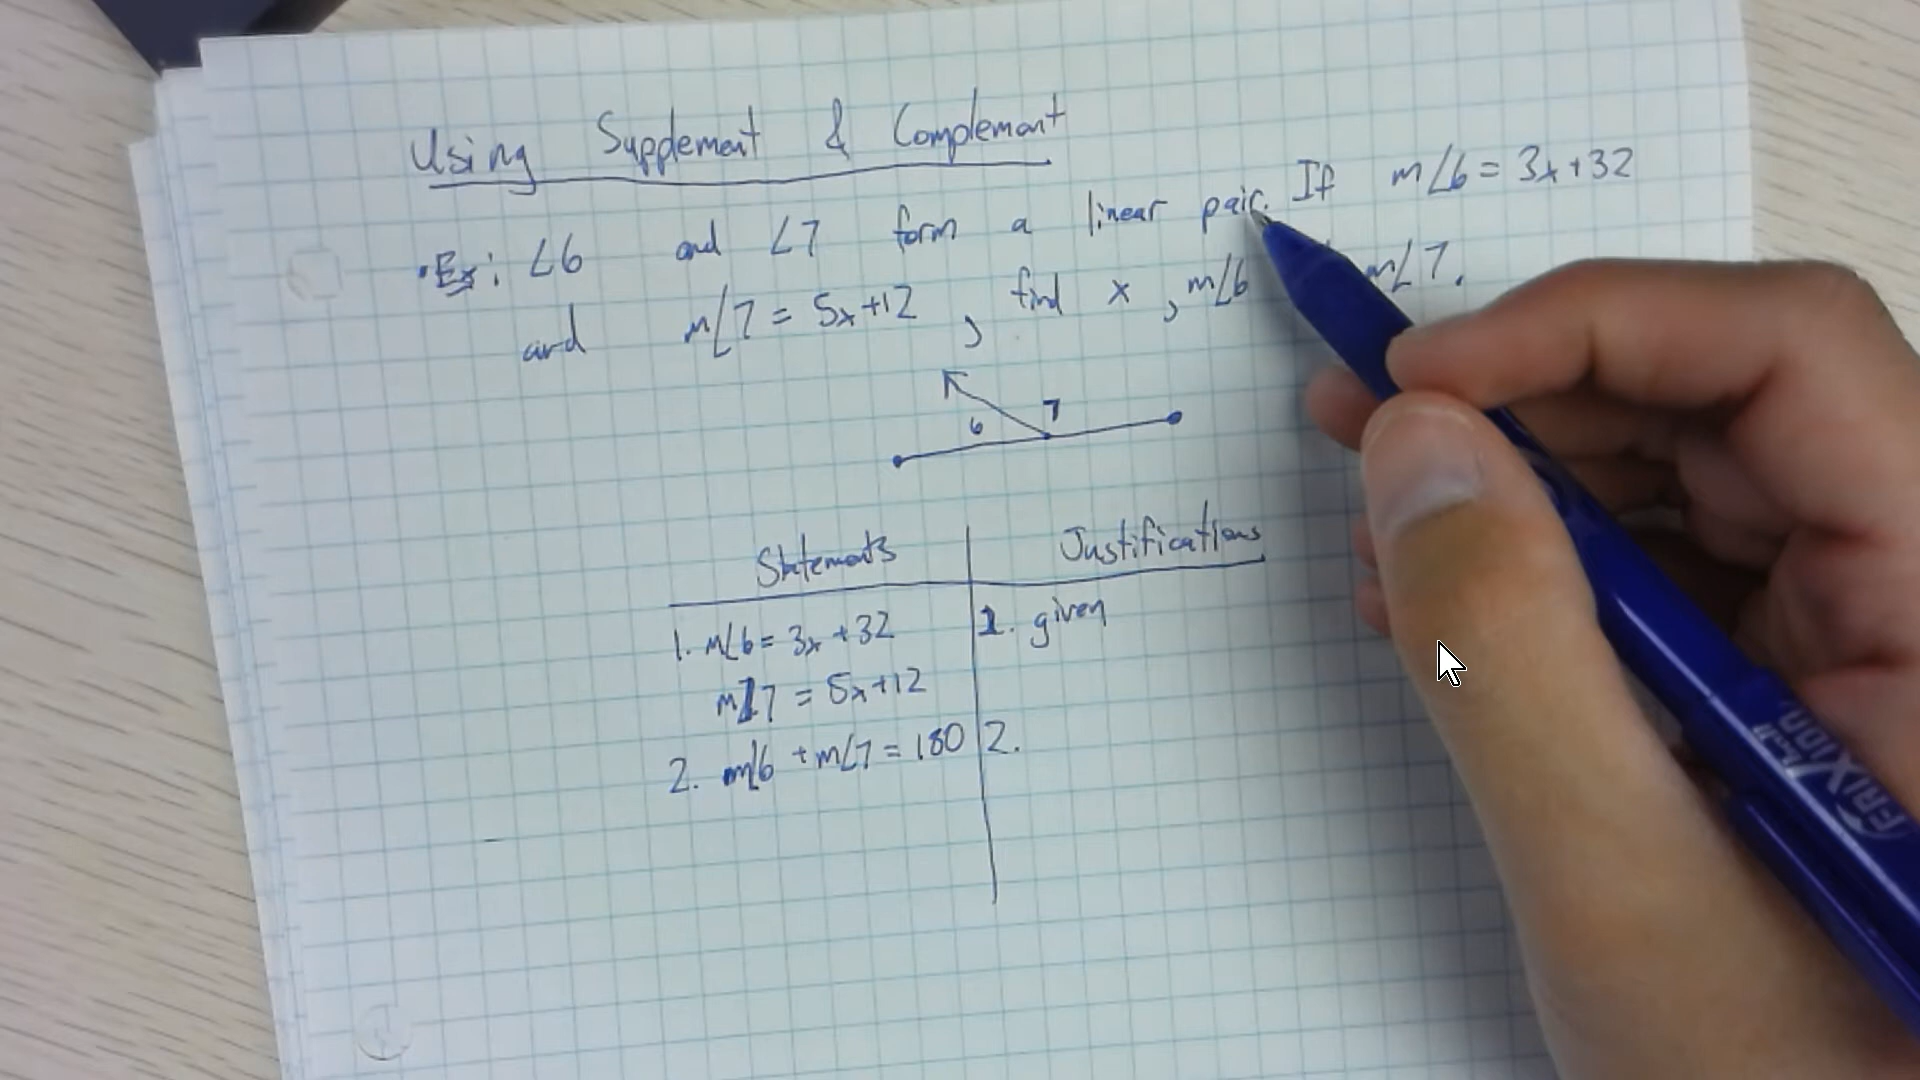 Using Supplement & Complement
• Ex: ∠6 and ∠7 form a linear pair. If m∠6 = 3x+32
and m∠7 = 5x+12, find x, m∠6 m∠7.
6 7
Statements Justifications
1. m∠6 = 3x +32 1. given
m∠7 = 5x+12
2. m∠6 + m∠7 = 180 2.
FRIXION ball